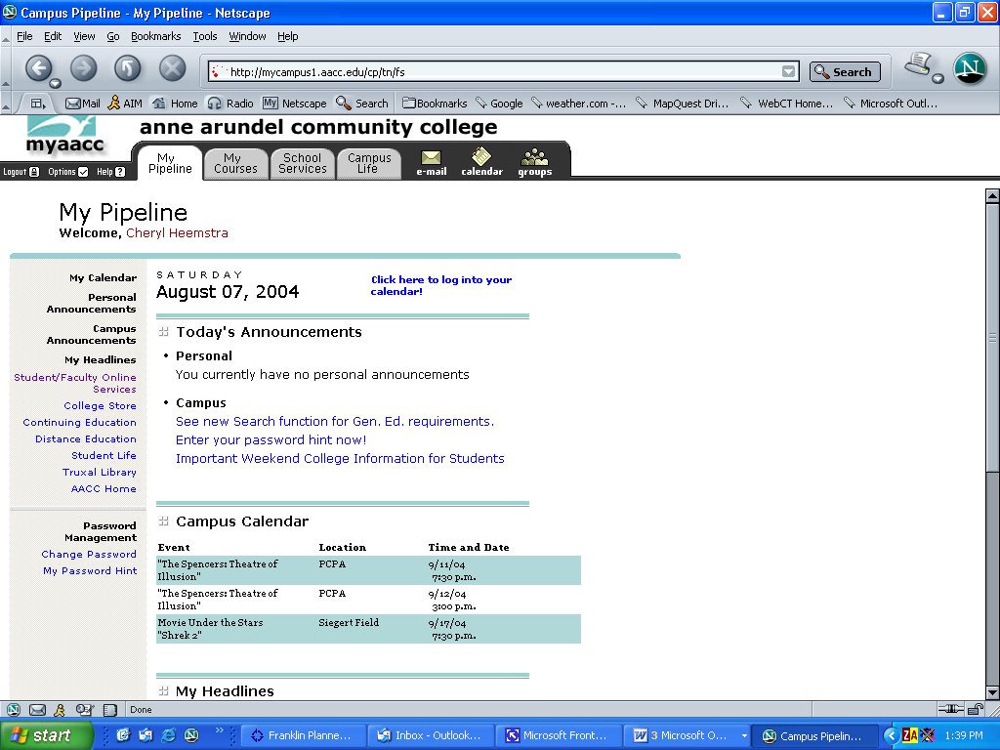 Campus Pipeline - My Pipeline - Netscape
File Edit View Go Bookmarks Tools Window Help
http://mycampus1.aacc.edu/cp/tn/fs
Search
N
Mail AIM Home Radio My Netscape Search Bookmarks Google weather.com -... MapQuest Dri... WebCT Home... Microsoft Outl...
myaacc
anne arundel community college
Logout Options Help ?
My Pipeline
My Courses
School Services
Campus Life
e-mail
calendar
groups
My Pipeline
Welcome, Cheryl Heemstra
My Calendar
Personal
Announcements
Campus
Announcements
My Headlines
Student/Faculty Online
Services
College Store
Continuing Education
Distance Education
Student Life
Truxal Library
AACC Home
Password
Management
Change Password
My Password Hint
SATURDAY
August 07, 2004
Click here to log into your
calendar!
Today's Announcements
• Personal
You currently have no personal announcements
• Campus
See new Search function for Gen. Ed. requirements.
Enter your password hint now!
Important Weekend College Information for Students
Campus Calendar
Event Location Time and Date
"The Spencers: Theatre of PCPA 9/11/04
Illusion" 7:30 p.m.
"The Spencers: Theatre of PCPA 9/12/04
Illusion" 3:00 p.m.
Movie Under the Stars Siegert Field 9/17/04
"Shrek 2" 7:30 p.m.
My Headlines
Done
start
»
Franklin Planne...
Inbox - Outlook...
Microsoft Front...
3 Microsoft O...
Campus Pipelin...
ZA
1:39 PM